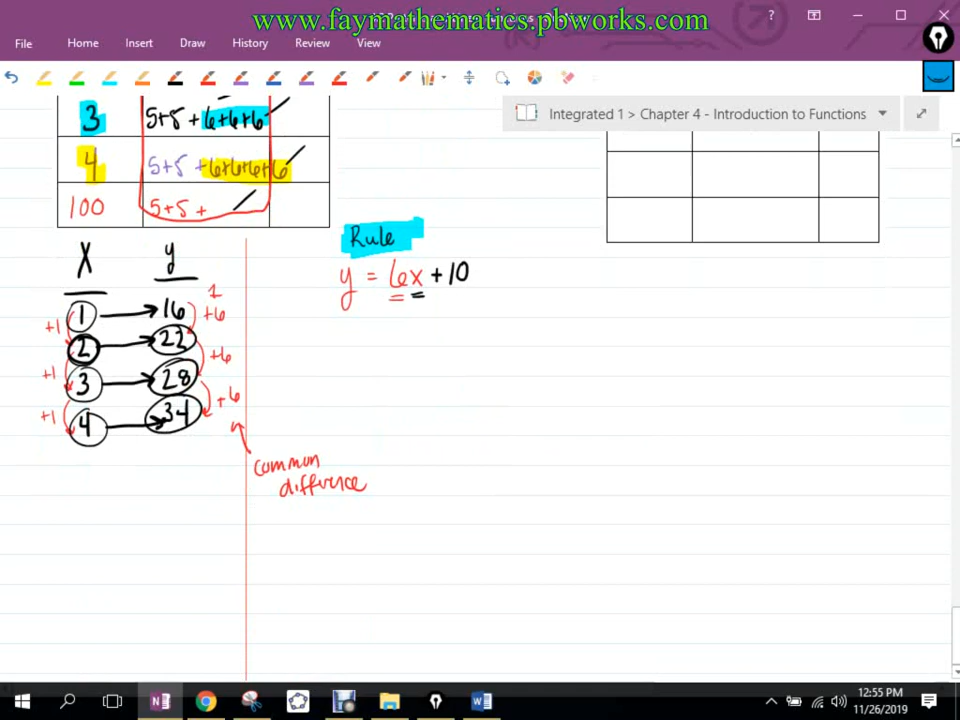 www.faymathematics.pbworks.com
File Home Insert Draw History Review View
Integrated 1 > Chapter 4 - Introduction to Functions
3 5+5+6+6+6
4 5+5+6+6+6+6
100 5+5+
Rule
y = 6x + 10
X y
1 16
+1 +6
2 22
+1 +6
3 28
+1 +6
4 34
common
difference
12:55 PM
11/26/2019